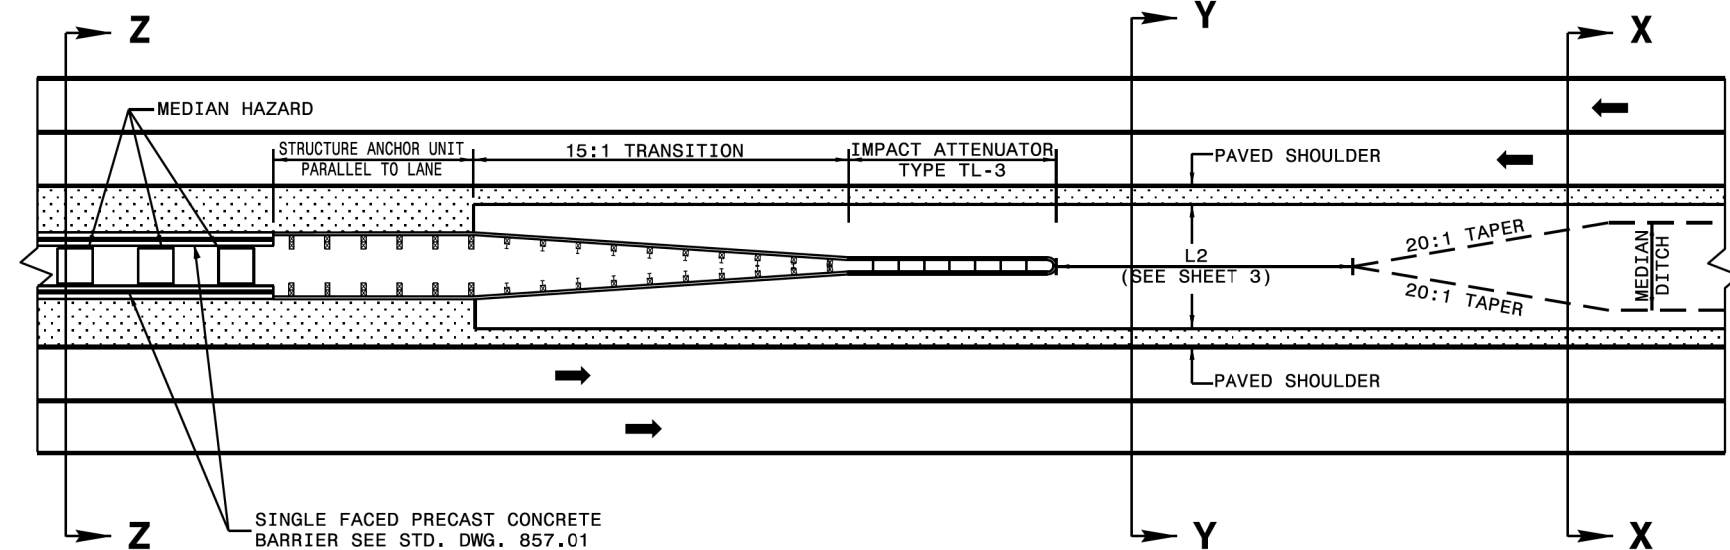 Z
Y
X
MEDIAN HAZARD
STRUCTURE ANCHOR UNIT
PARALLEL TO LANE
15:1 TRANSITION
IMPACT ATTENUATOR
TYPE TL-3
PAVED SHOULDER
20:1 TAPER
L2
(SEE SHEET 3)
20:1 TAPER
MEDIAN
DITCH
PAVED SHOULDER
SINGLE FACED PRECAST CONCRETE
BARRIER SEE STD. DWG. 857.01
Z
Y
X